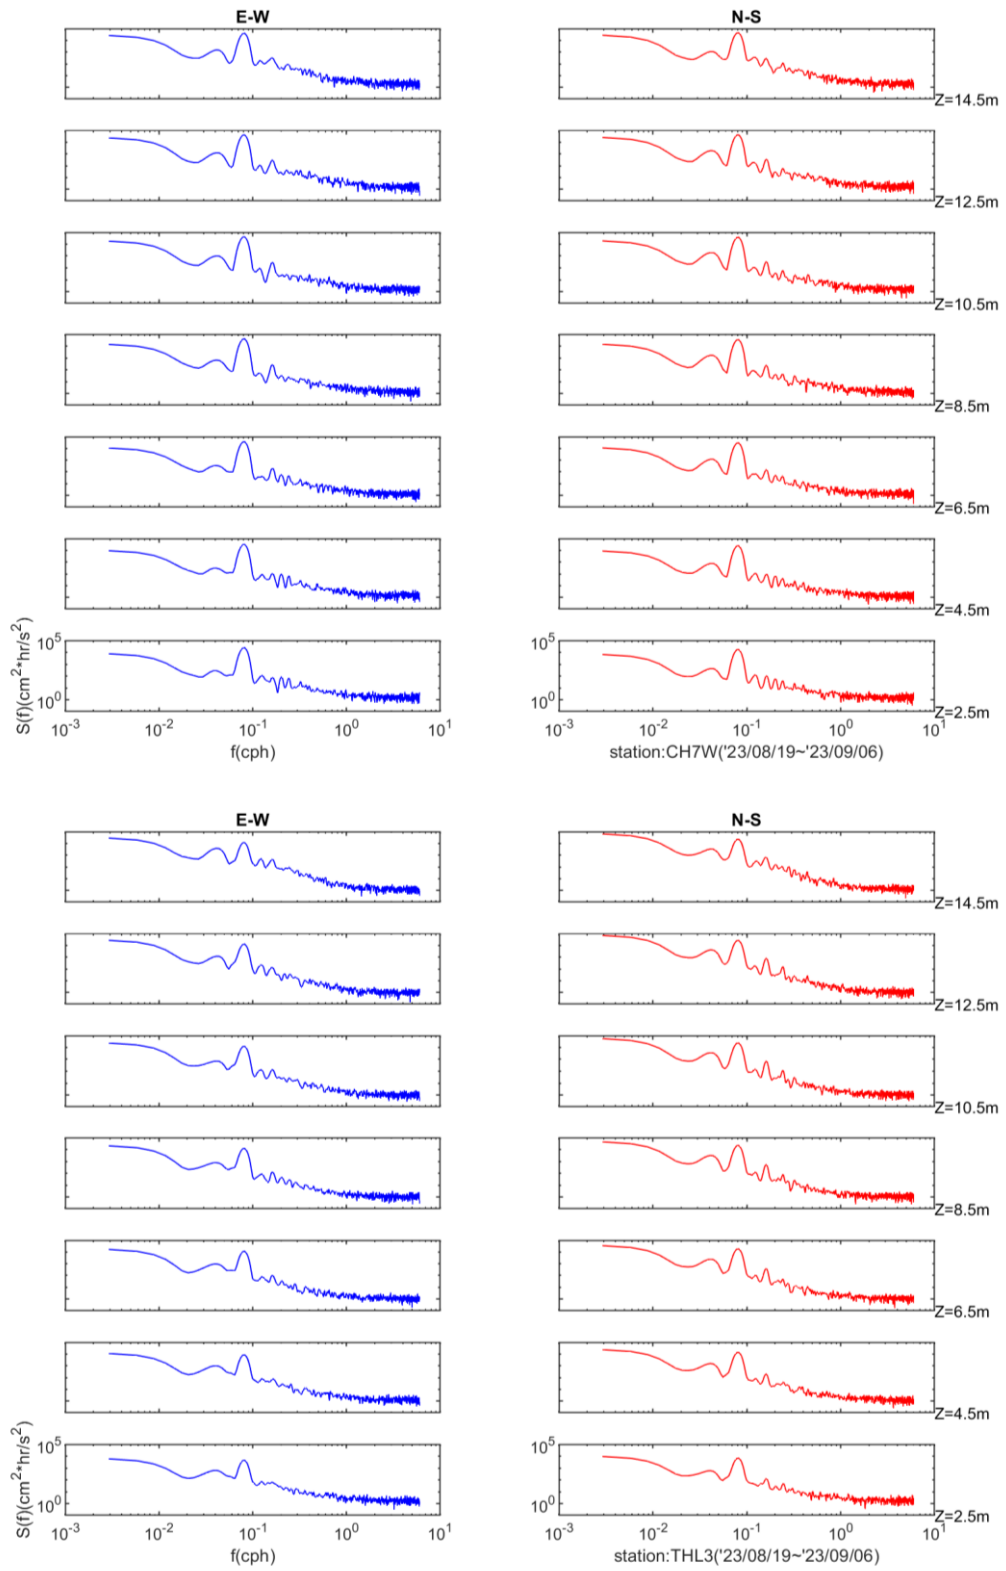 E-W
N-S
Z=14.5m
Z=12.5m
Z=10.5m
Z=8.5m
Z=6.5m
Z=4.5m
S(f)(cm²*hr/s²)
10⁵
10⁰
10⁵
10⁰
Z=2.5m
10⁻³ 10⁻² 10⁻¹ 10⁰ 10¹
10⁻³ 10⁻² 10⁻¹ 10⁰ 10¹
f(cph)
station:CH7W('23/08/19~'23/09/06)
E-W
N-S
Z=14.5m
Z=12.5m
Z=10.5m
Z=8.5m
Z=6.5m
Z=4.5m
S(f)(cm²*hr/s²)
10⁵
10⁰
10⁵
10⁰
Z=2.5m
10⁻³ 10⁻² 10⁻¹ 10⁰ 10¹
10⁻³ 10⁻² 10⁻¹ 10⁰ 10¹
f(cph)
station:THL3('23/08/19~'23/09/06)